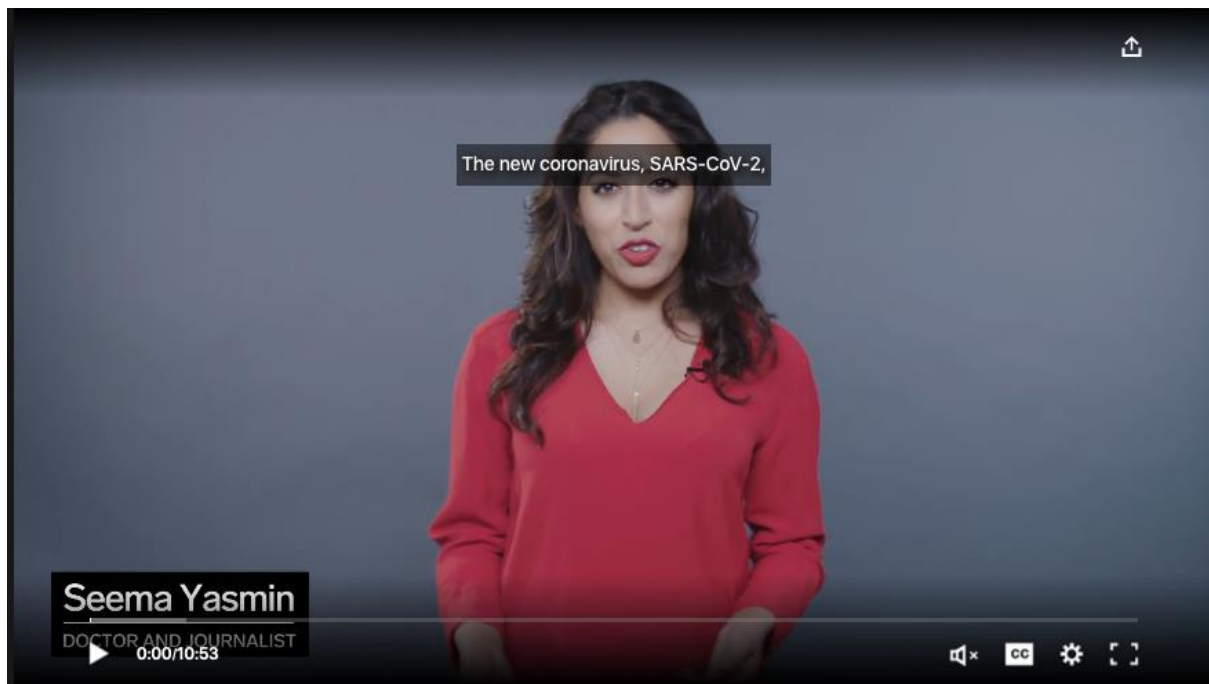 The new coronavirus, SARS-CoV-2,
Seema Yasmin
DOCTOR AND JOURNALIST
0:00/10:53
CC